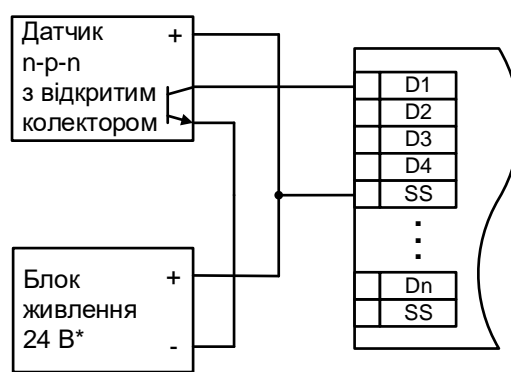 Датчик +
n-p-n
з відкритим
колектором
D1
D2
D3
D4
SS
Dn
SS
Блок +
живлення
24 В* -